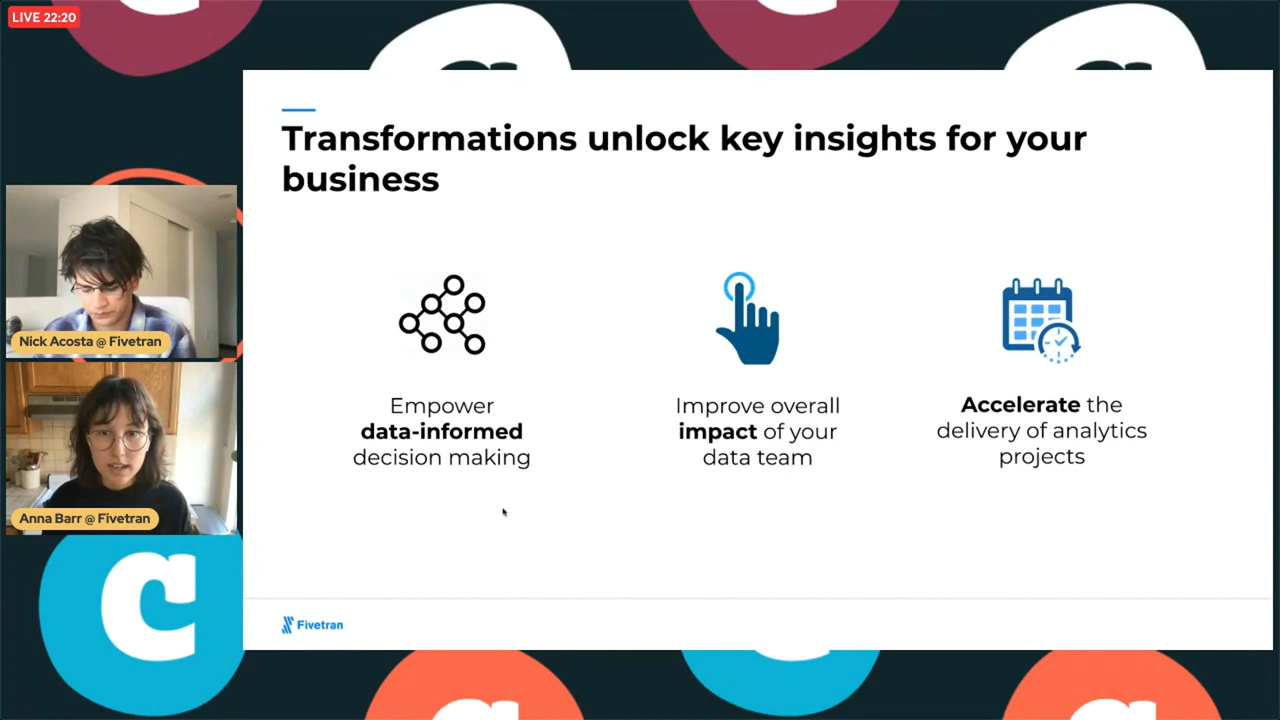 LIVE 22:20
Transformations unlock key insights for your
business
Empower
data-informed
decision making
Improve overall
impact of your
data team
Accelerate the
delivery of analytics
projects
Nick Acosta @ Fivetran
Anna Barr @ Fivetran
Fivetran